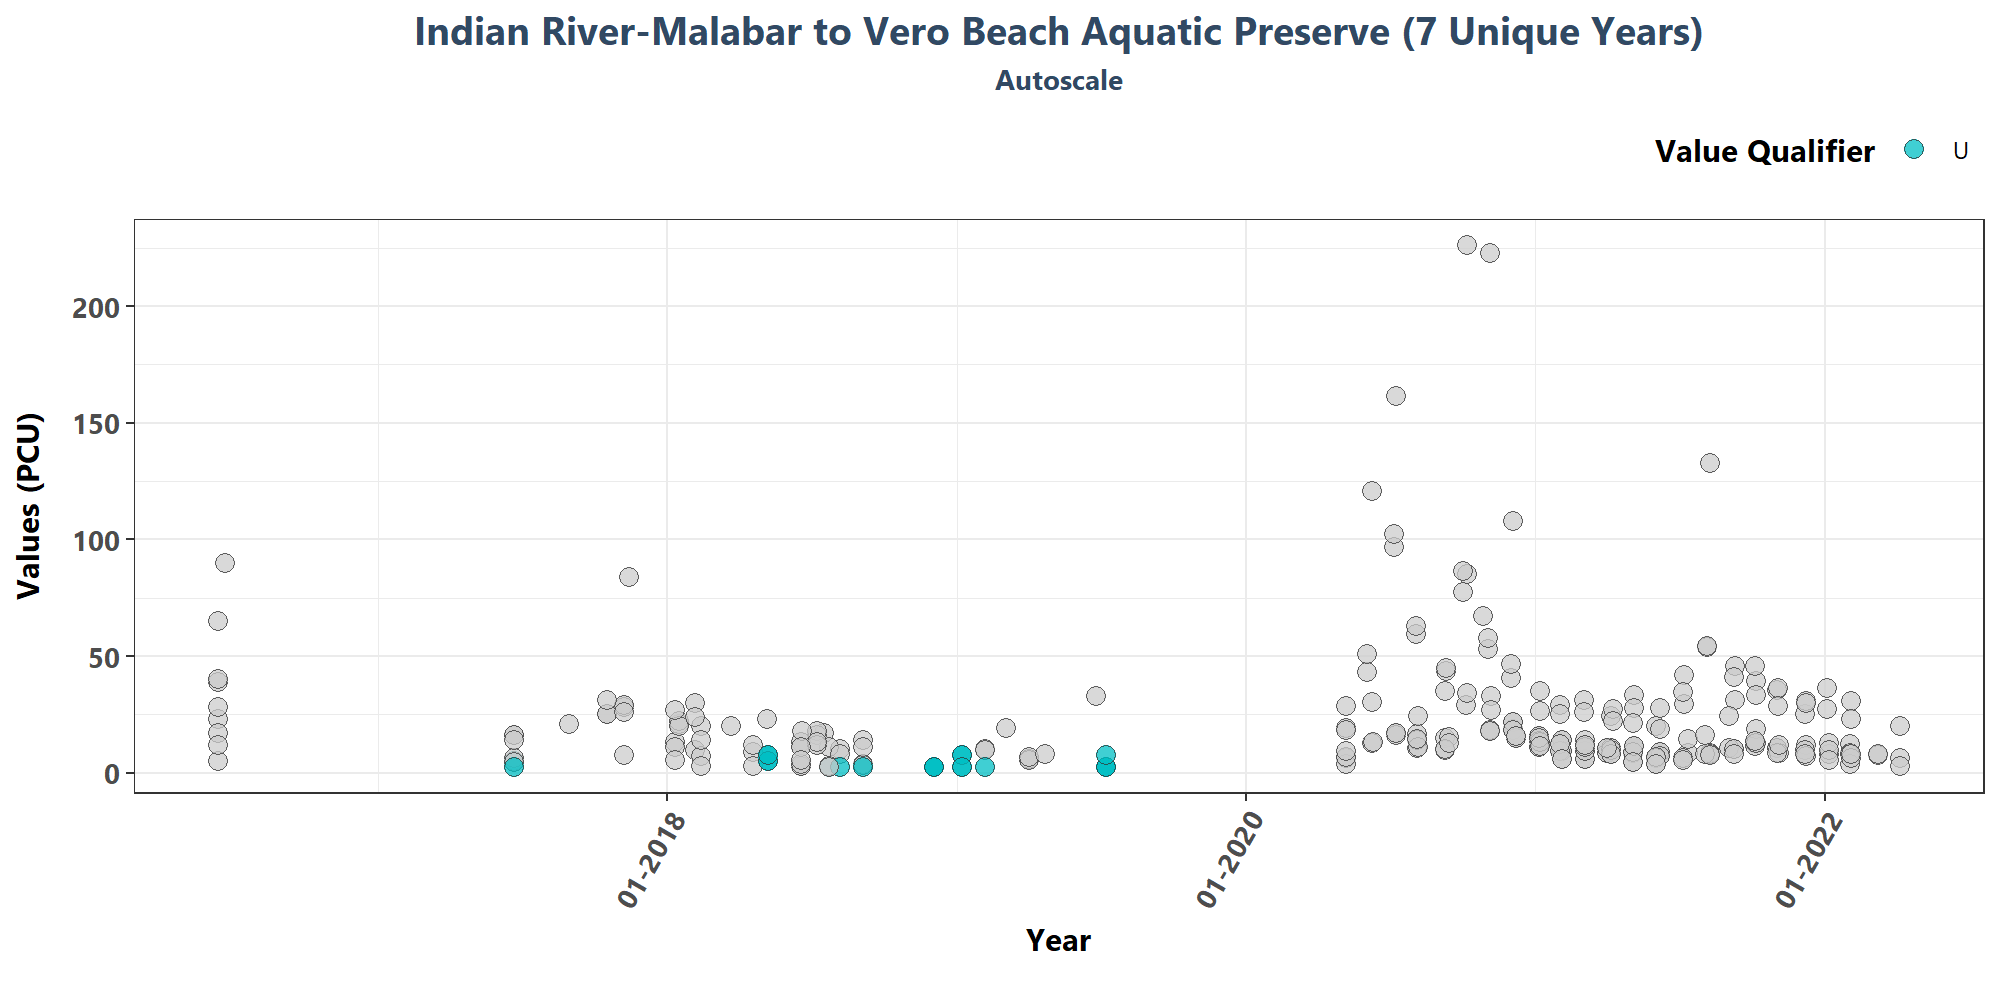 Indian River-Malabar to Vero Beach Aquatic Preserve (7 Unique Years)
Autoscale
Value Qualifier U
Values (PCU)
200
150
100
50
0
01-2018
01-2020
01-2022
Year